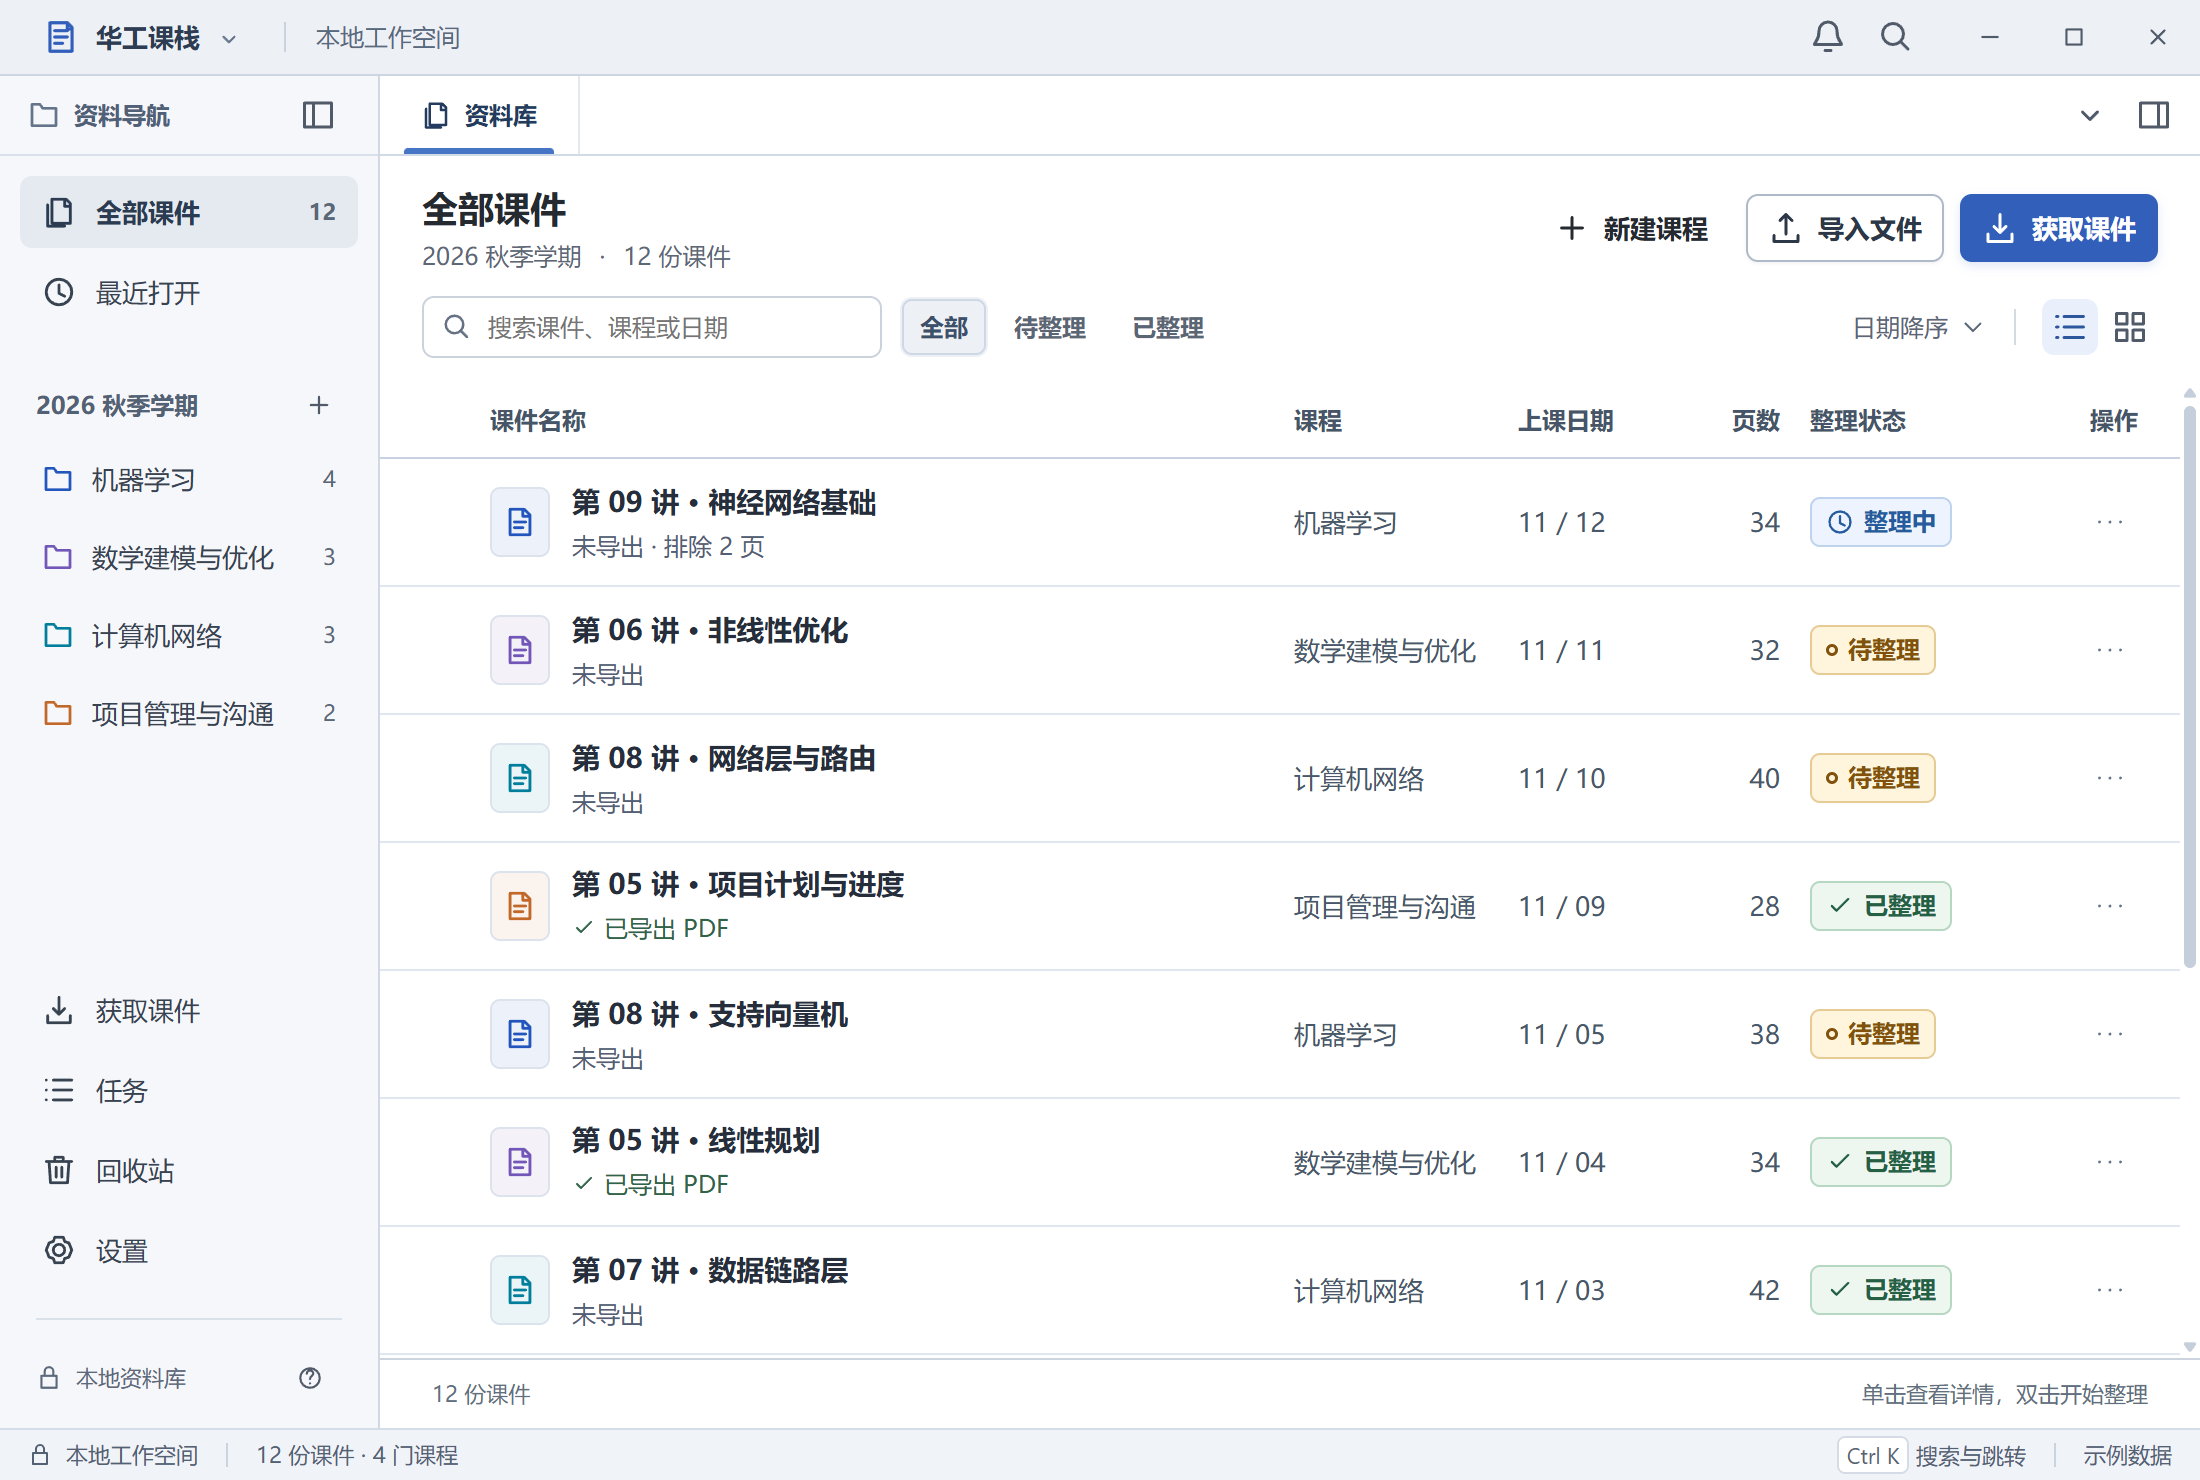 华工课栈
本地工作空间
资料导航
资料库
全部课件 12
最近打开
2026 秋季学期
机器学习 4
数学建模与优化 3
计算机网络 3
项目管理与沟通 2
获取课件
任务
回收站
设置
本地资料库
全部课件
2026 秋季学期 · 12 份课件
新建课程
导入文件
获取课件
搜索课件、课程或日期
全部
待整理
已整理
日期降序
课件名称 课程 上课日期 页数 整理状态 操作
第 09 讲 • 神经网络基础
未导出 · 排除 2 页
机器学习 11 / 12 34 整理中
第 06 讲 • 非线性优化
未导出
数学建模与优化 11 / 11 32 待整理
第 08 讲 • 网络层与路由
未导出
计算机网络 11 / 10 40 待整理
第 05 讲 • 项目计划与进度
已导出 PDF
项目管理与沟通 11 / 09 28 已整理
第 08 讲 • 支持向量机
未导出
机器学习 11 / 05 38 待整理
第 05 讲 • 线性规划
已导出 PDF
数学建模与优化 11 / 04 34 已整理
第 07 讲 • 数据链路层
未导出
计算机网络 11 / 03 42 已整理
12 份课件
单击查看详情，双击开始整理
本地工作空间
12 份课件 · 4 门课程
Ctrl K 搜索与跳转
示例数据